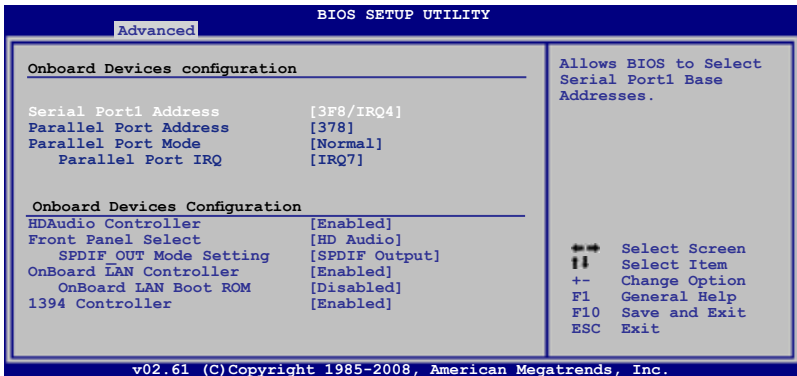 BIOS SETUP UTILITY
Advanced
Onboard Devices configuration
Serial Port1 Address [3F8/IRQ4]
Parallel Port Address [378]
Parallel Port Mode [Normal]
Parallel Port IRQ [IRQ7]
Onboard Devices Configuration
HDAudio Controller [Enabled]
Front Panel Select [HD Audio]
SPDIF_OUT Mode Setting [SPDIF Output]
OnBoard LAN Controller [Enabled]
OnBoard LAN Boot ROM [Disabled]
1394 Controller [Enabled]
Allows BIOS to Select
Serial Port1 Base
Addresses.
Select Screen
Select Item
+- Change Option
F1 General Help
F10 Save and Exit
ESC Exit
v02.61 (C)Copyright 1985-2008, American Megatrends, Inc.